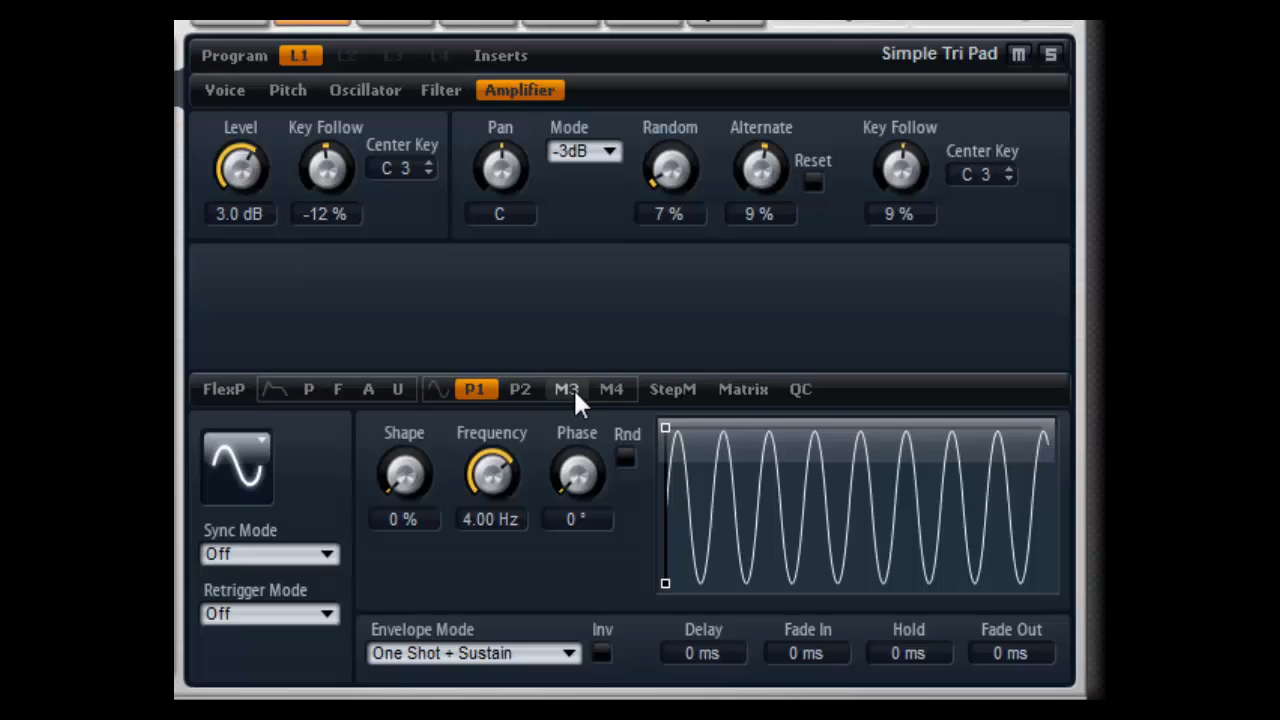 Program L1 L2 L3 L4 Inserts Simple Tri Pad M S
Voice Pitch Oscillator Filter Amplifier
Level Key Follow Center Key Pan Mode Random Alternate Reset Key Follow Center Key
C 3 -3dB C 3
3.0 dB -12 % C 7 % 9 % 9 %
FlexP P F A U P1 P2 M3 M4 StepM Matrix QC
Shape Frequency Phase Rnd
0 % 4.00 Hz 0 °
Sync Mode
Off
Retrigger Mode
Off
Envelope Mode Inv Delay Fade In Hold Fade Out
One Shot + Sustain 0 ms 0 ms 0 ms 0 ms